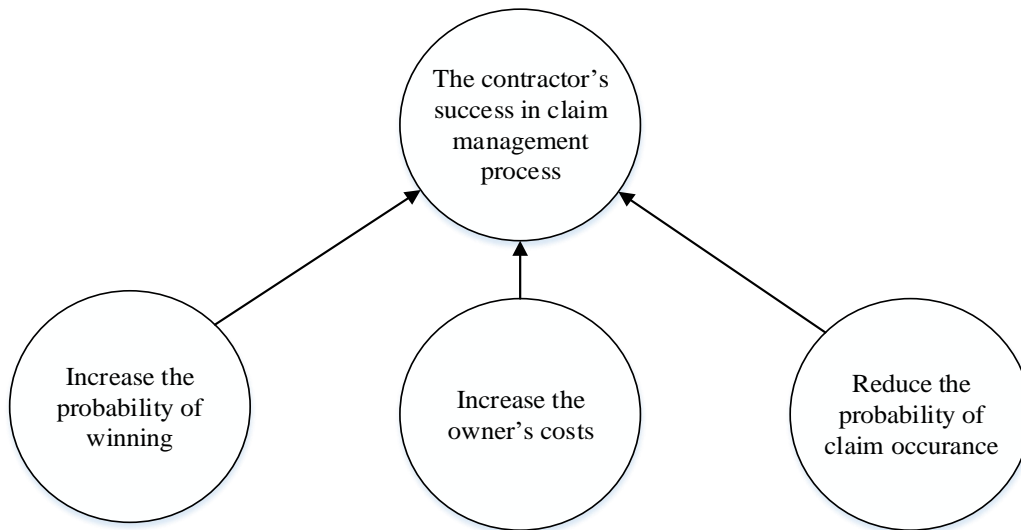 The contractor’s
success in claim
management
process
Increase the
probability of
winning
Increase the
owner’s costs
Reduce the
probability of
claim occurance